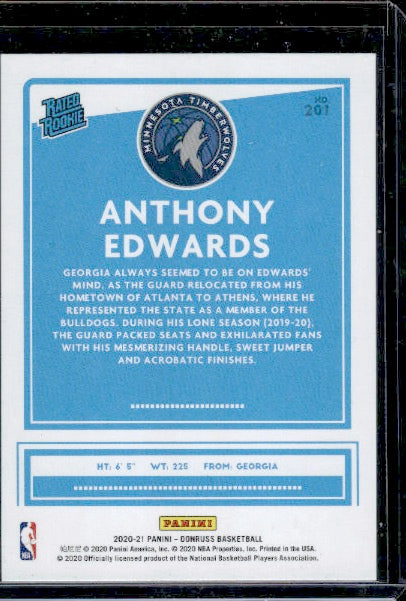 RATED
ROOKIE
MINNESOTA TIMBERWOLVES
NO.
201
ANTHONY
EDWARDS
GEORGIA ALWAYS SEEMED TO BE ON EDWARDS'
MIND, AS THE GUARD RELOCATED FROM HIS
HOMETOWN OF ATLANTA TO ATHENS, WHERE HE
REPRESENTED THE STATE AS A MEMBER OF THE
BULLDOGS. DURING HIS LONE SEASON (2019-20),
THE GUARD PACKED SEATS AND EXHILARATED FANS
WITH HIS MESMERIZING HANDLE, SWEET JUMPER
AND ACROBATIC FINISHES.
HT: 6' 5" WT: 225 FROM: GEORGIA
PANINI
2020-21 PANINI – DONRUSS BASKETBALL
© 2020 Panini America, Inc. © 2020 NBA Properties, Inc. Printed in the USA.
© 2020 Officially licensed product of the National Basketball Players Association.
NBA